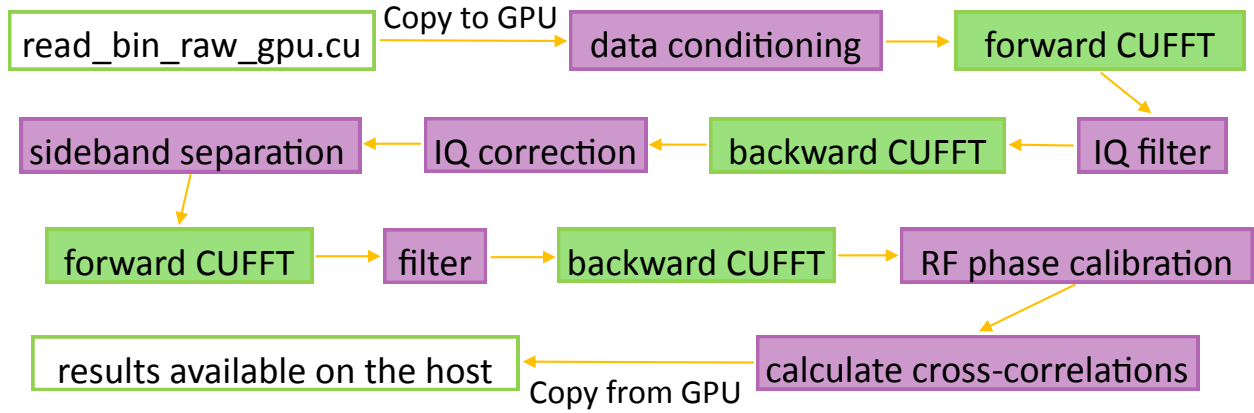 read_bin_raw_gpu.cu
Copy to GPU
data conditioning
forward CUFFT
sideband separation
IQ correction
backward CUFFT
IQ filter
forward CUFFT
filter
backward CUFFT
RF phase calibration
results available on the host
Copy from GPU
calculate cross-correlations